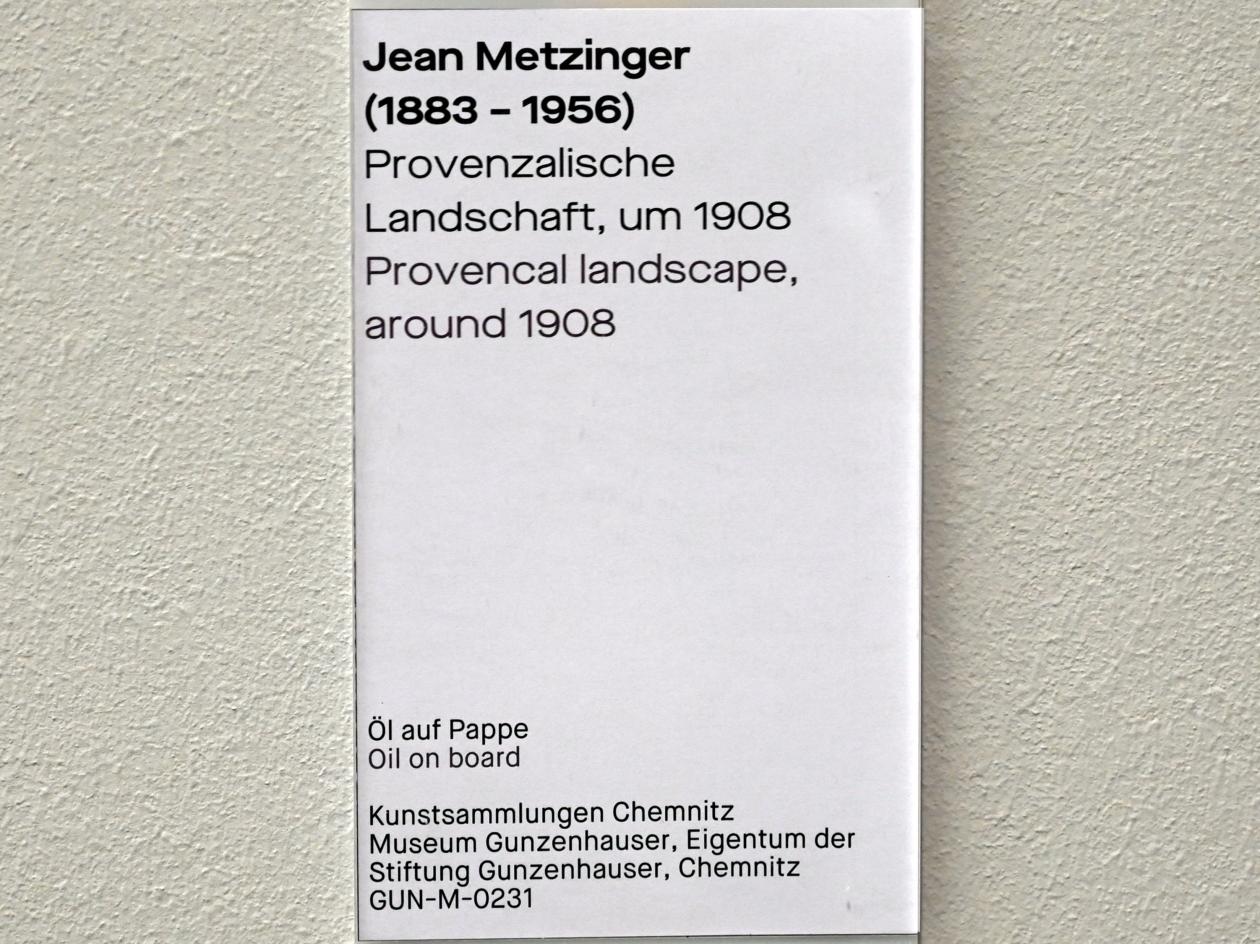 Jean Metzinger
(1883 – 1956)
Provenzalische
Landschaft, um 1908
Provencal landscape,
around 1908
Öl auf Pappe
Oil on board
Kunstsammlungen Chemnitz
Museum Gunzenhauser, Eigentum der
Stiftung Gunzenhauser, Chemnitz
GUN-M-0231